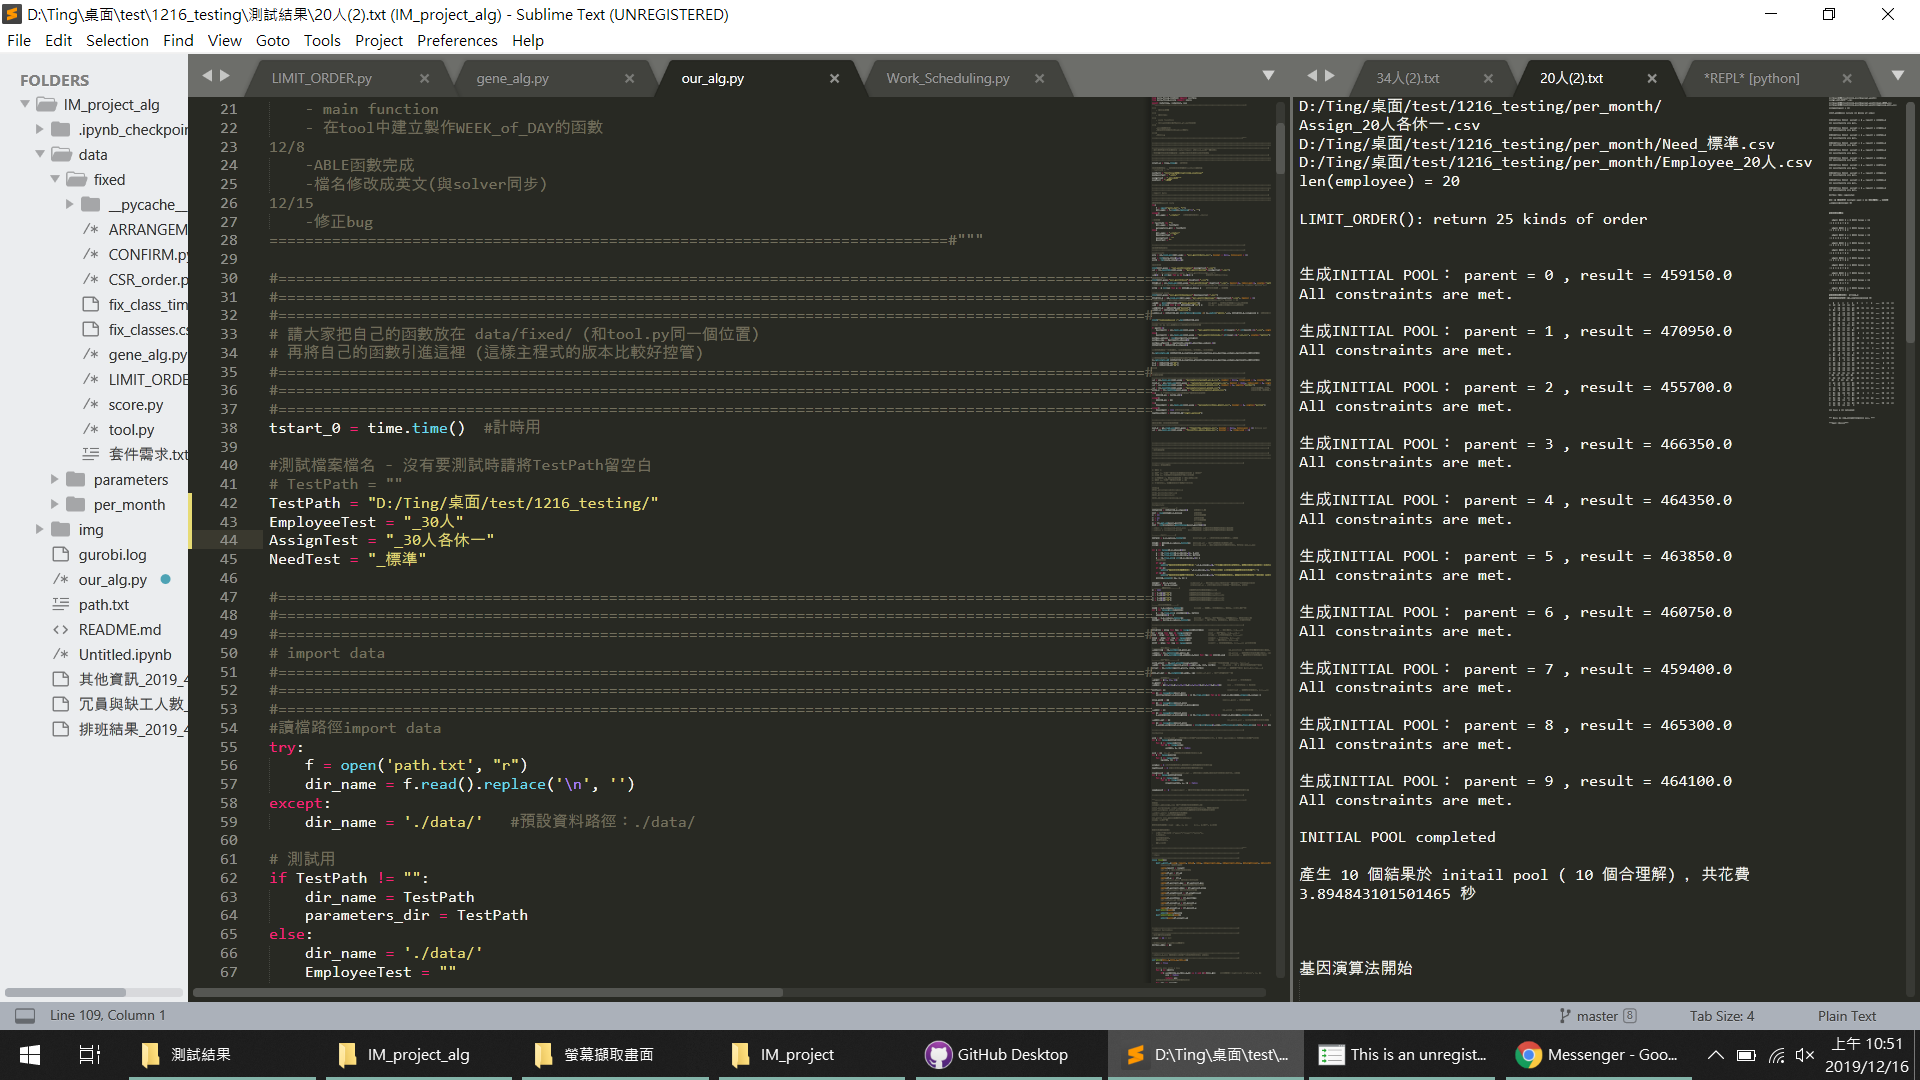 D:\Ting\桌面\test\1216_testing\測試結果\20人(2).txt (IM_project_alg) - Sublime Text (UNREGISTERED)
File Edit Selection Find View Goto Tools Project Preferences Help
FOLDERS
IM_project_alg
.ipynb_checkpoin
data
fixed
__pycache__
ARRANGEM
CONFIRM.py
CSR_order.p
fix_class_tim
fix_classes.cs
gene_alg.py
LIMIT_ORDE
score.py
tool.py
套件需求.txt
parameters
per_month
img
gurobi.log
our_alg.py
path.txt
README.md
Untitled.ipynb
其他資訊_2019_4
冗員與缺工人數_
排班結果_2019_4
LIMIT_ORDER.py
gene_alg.py
our_alg.py
Work_Scheduling.py
21 - main function
22 - 在tool中建立製作WEEK_of_DAY的函數
23 12/8
24 -ABLE函數完成
25 -檔名修改成英文(與solver同步)
26 12/15
27 -修正bug
28 ===========================================================================#"""
29
30 #================================================================================================
31 #================================================================================================
32 #================================================================================================#
33 # 請大家把自己的函數放在 data/fixed/ (和tool.py同一個位置)
34 # 再將自己的函數引進這裡 (這樣主程式的版本比較好控管)
35 #================================================================================================#
36 #================================================================================================
37 #================================================================================================
38 tstart_0 = time.time()  #計時用
39
40 #測試檔案檔名 - 沒有要測試時請將TestPath留空白
41 # TestPath = ""
42 TestPath = "D:/Ting/桌面/test/1216_testing/"
43 EmployeeTest = "_30人"
44 AssignTest = "_30人各休一"
45 NeedTest = "_標準"
46
47 #================================================================================================
48 #================================================================================================
49 #================================================================================================#
50 # import data
51 #================================================================================================#
52 #================================================================================================
53 #================================================================================================
54 #讀檔路徑import data
55 try:
56 f = open('path.txt', "r")
57 dir_name = f.read().replace('\n', '')
58 except:
59 dir_name = './data/'   #預設資料路徑：./data/
60
61 # 測試用
62 if TestPath != "":
63 dir_name = TestPath
64 parameters_dir = TestPath
65 else:
66 dir_name = './data/'
67 EmployeeTest = ""
34人(2).txt
20人(2).txt
*REPL* [python]
D:/Ting/桌面/test/1216_testing/per_month/
Assign_20人各休一.csv
D:/Ting/桌面/test/1216_testing/per_month/Need_標準.csv
D:/Ting/桌面/test/1216_testing/per_month/Employee_20人.csv
len(employee) = 20
LIMIT_ORDER(): return 25 kinds of order
生成INITIAL POOL： parent = 0 , result = 459150.0
All constraints are met.
生成INITIAL POOL： parent = 1 , result = 470950.0
All constraints are met.
生成INITIAL POOL： parent = 2 , result = 455700.0
All constraints are met.
生成INITIAL POOL： parent = 3 , result = 466350.0
All constraints are met.
生成INITIAL POOL： parent = 4 , result = 464350.0
All constraints are met.
生成INITIAL POOL： parent = 5 , result = 463850.0
All constraints are met.
生成INITIAL POOL： parent = 6 , result = 460750.0
All constraints are met.
生成INITIAL POOL： parent = 7 , result = 459400.0
All constraints are met.
生成INITIAL POOL： parent = 8 , result = 465300.0
All constraints are met.
生成INITIAL POOL： parent = 9 , result = 464100.0
All constraints are met.
INITIAL POOL completed
產生 10 個結果於 initail pool ( 10 個合理解) , 共花費
3.894843101501465 秒
基因演算法開始
Line 109, Column 1
master 8
Tab Size: 4
Plain Text
測試結果
IM_project_alg
螢幕擷取畫面
IM_project
GitHub Desktop
D:\Ting\桌面\test\...
This is an unregist...
Messenger - Goo...
上午 10:51
2019/12/16